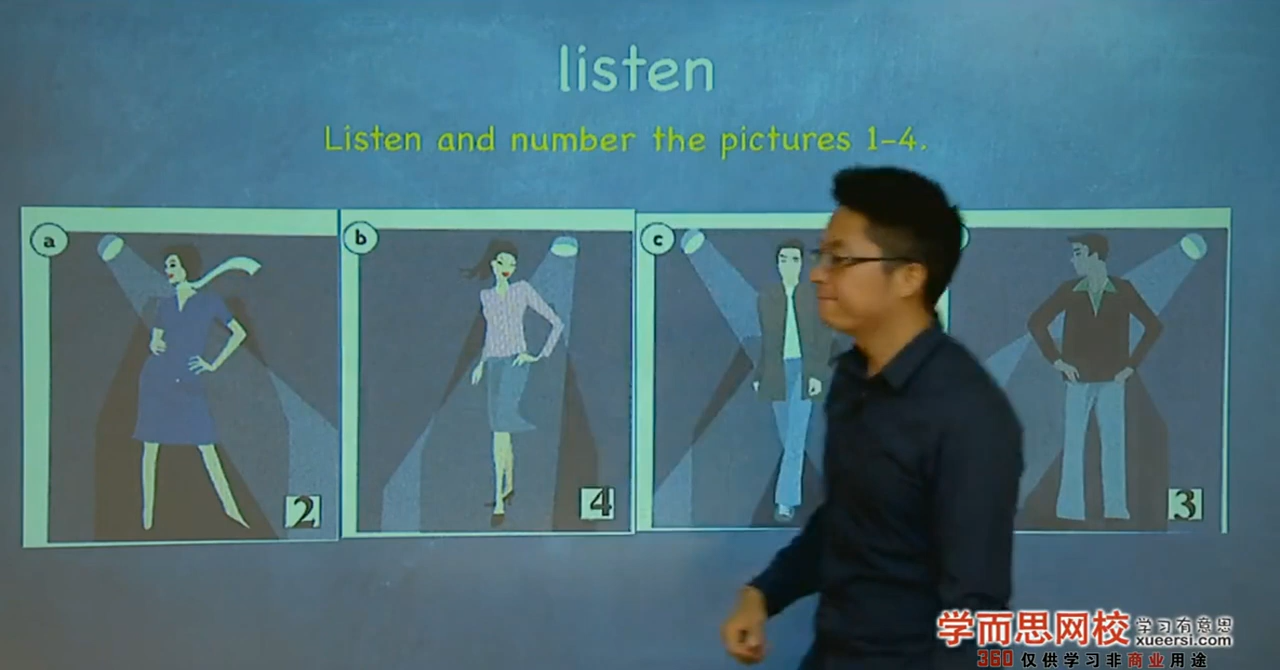 listen
Listen and number the pictures 1-4.
a
b
c
2
4
3
学而思网校 学习有意思
xueersi.com
360 仅供学习非商业用途